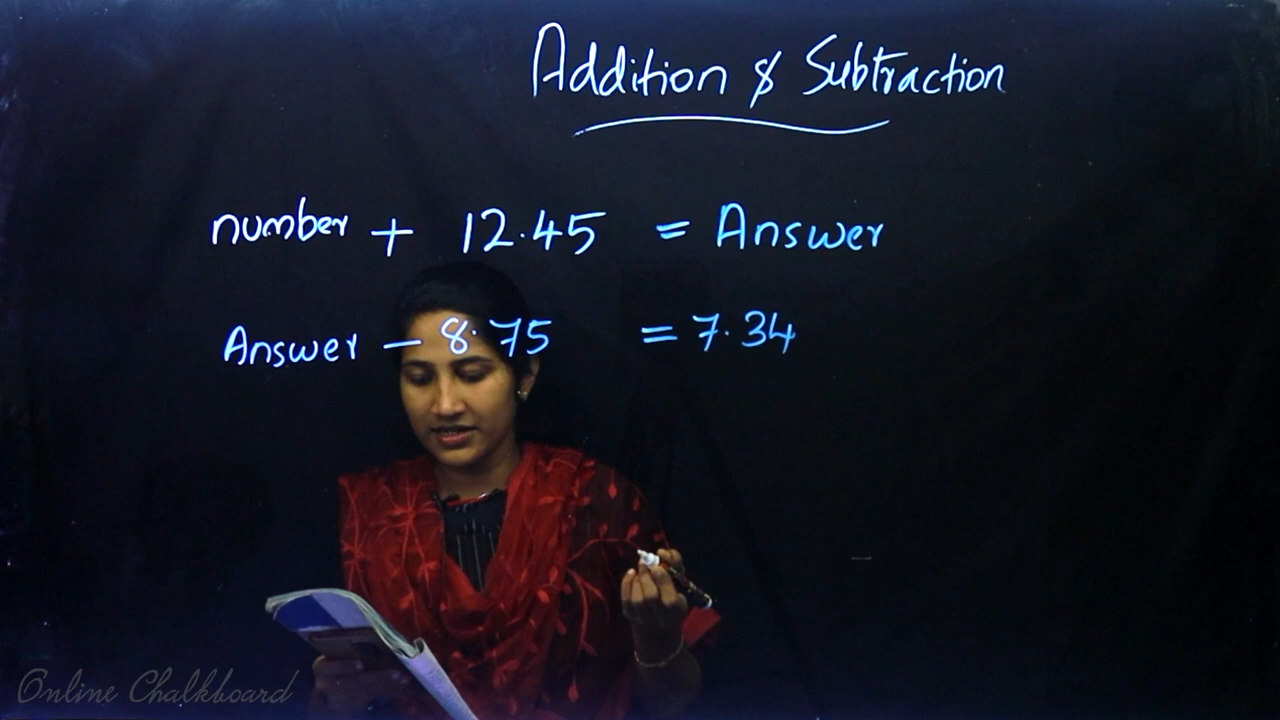 Addition & Subtraction
number + 12.45 = Answer
Answer - 8.75 = 7.34
Online Chalkboard